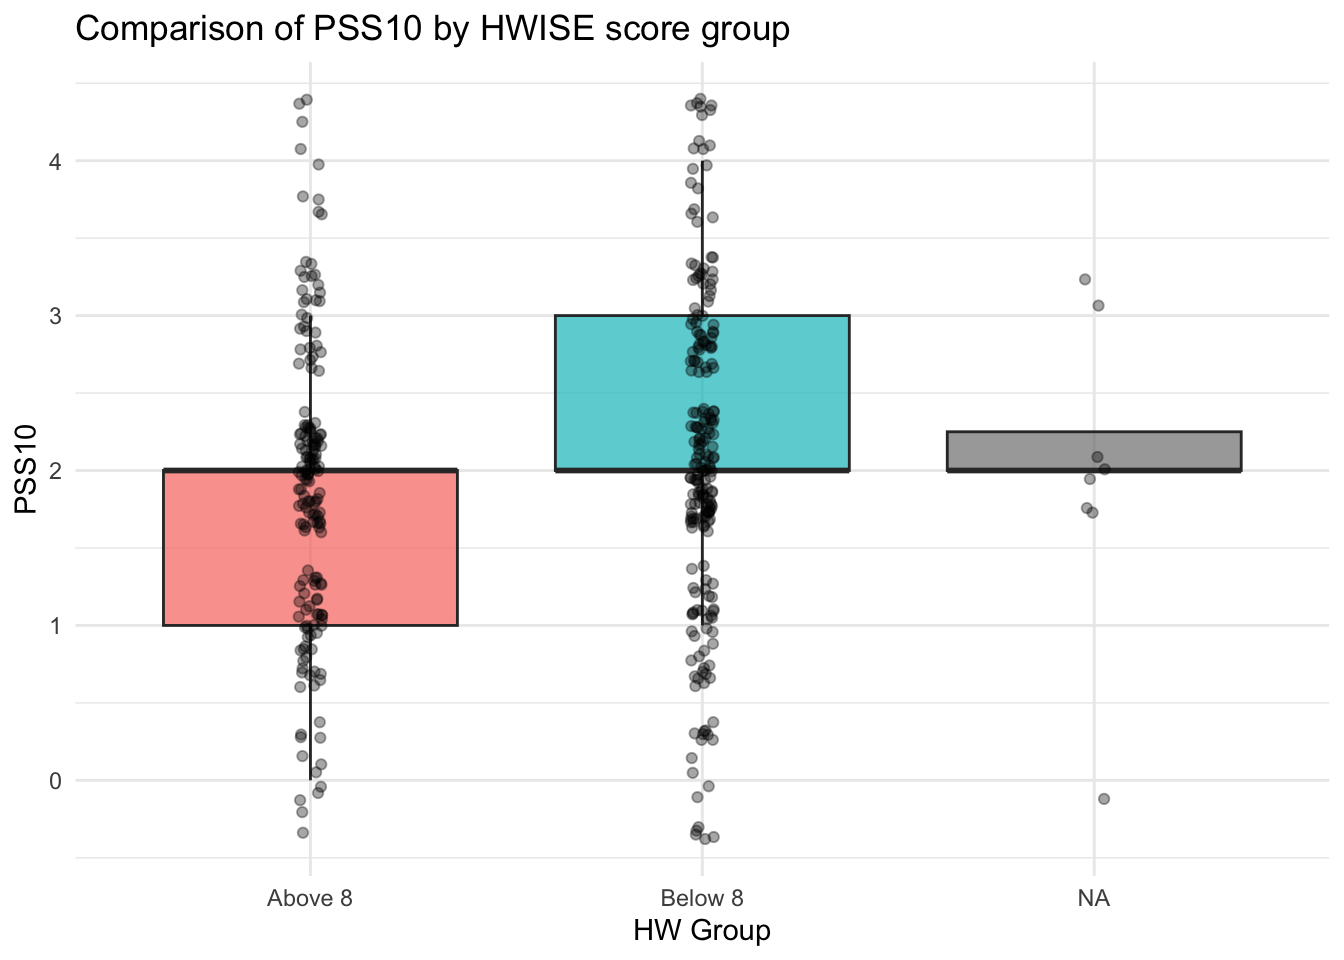 Comparison of PSS10 by HWISE score group
PSS10
4
3
2
1
0
Above 8
Below 8
NA
HW Group